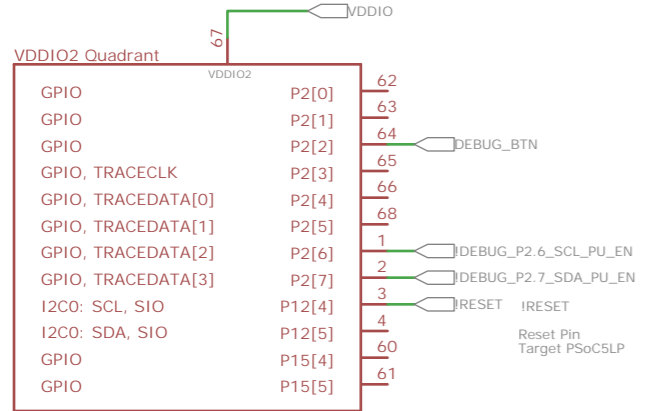 VDDIO
67
VDDIO2 Quadrant
VDDIO2
GPIO P2[0] 62
GPIO P2[1] 63
GPIO P2[2] 64 DEBUG_BTN
GPIO, TRACECLK P2[3] 65
GPIO, TRACEDATA[0] P2[4] 66
GPIO, TRACEDATA[1] P2[5] 68
GPIO, TRACEDATA[2] P2[6] 1 !DEBUG_P2.6_SCL_PU_EN
GPIO, TRACEDATA[3] P2[7] 2 !DEBUG_P2.7_SDA_PU_EN
I2C0: SCL, SIO P12[4] 3 !RESET !RESET
I2C0: SDA, SIO P12[5] 4
Reset Pin
Target PSoC5LP
GPIO P15[4] 60
GPIO P15[5] 61